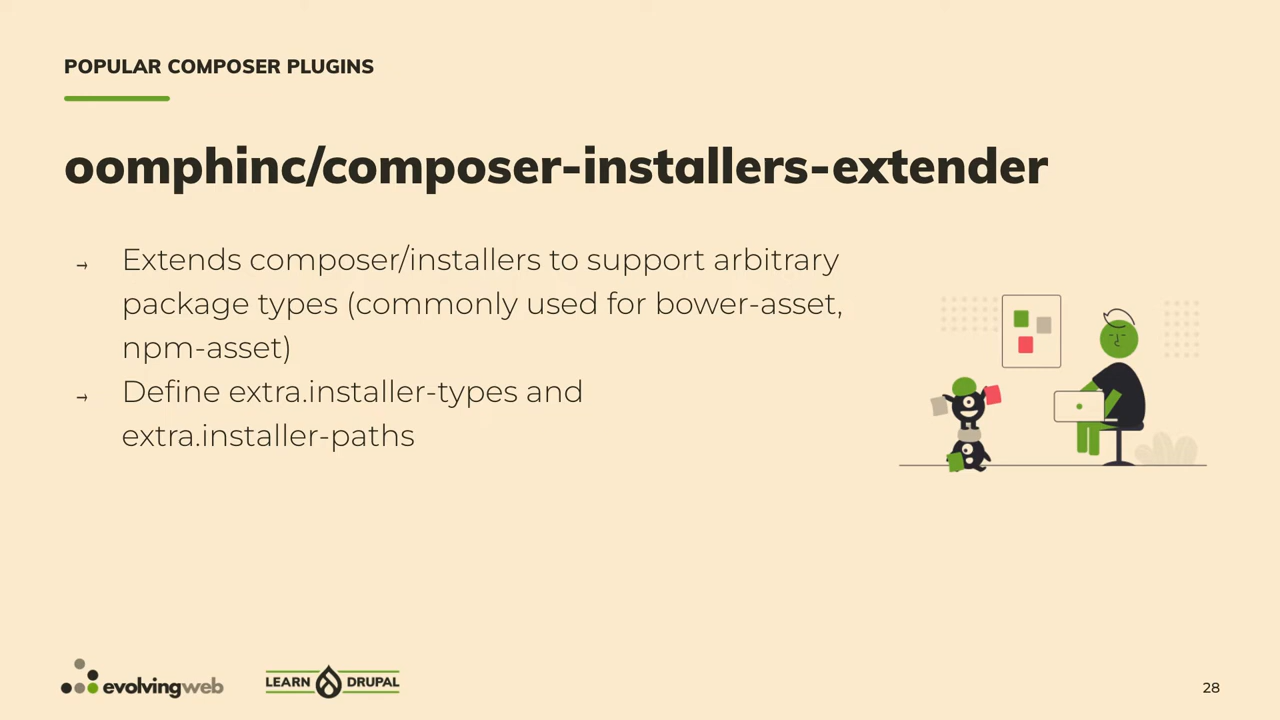 POPULAR COMPOSER PLUGINS
oomphinc/composer-installers-extender
→ Extends composer/installers to support arbitrary
package types (commonly used for bower-asset,
npm-asset)
→ Define extra.installer-types and
extra.installer-paths
evolvingweb
LEARN DRUPAL
28